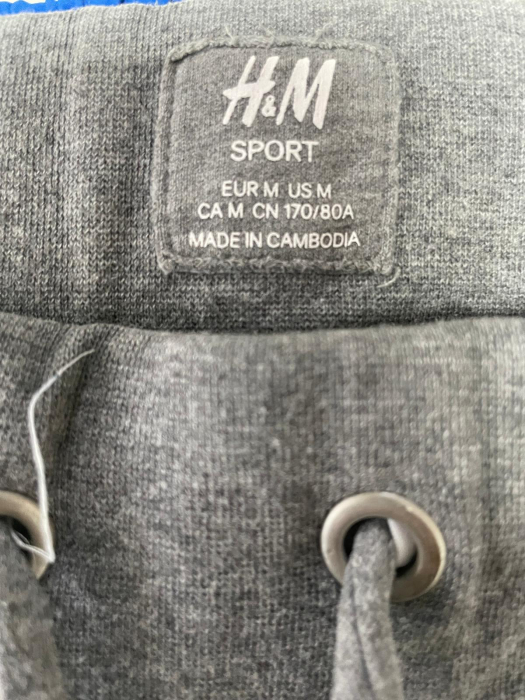 H&M
SPORT
EUR M US M
CA M CN 170/80A
MADE IN CAMBODIA